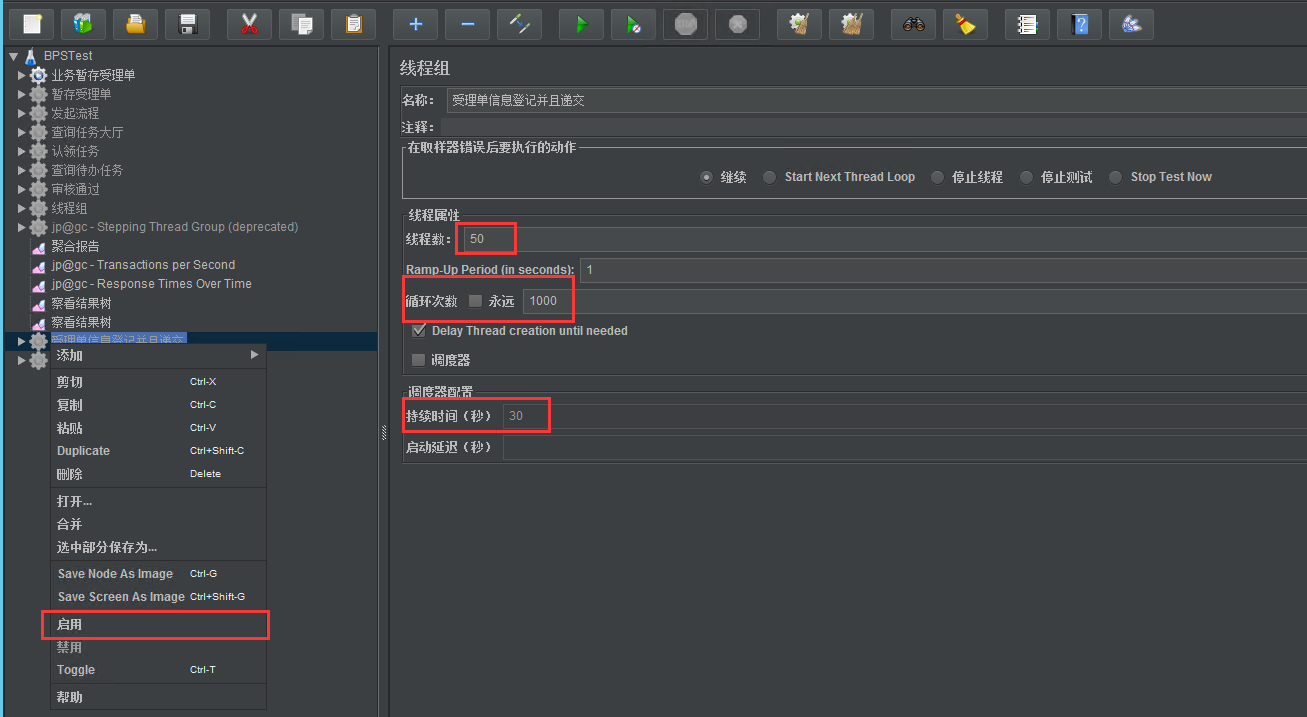 BPSTest
业务暂存受理单
暂存受理单
发起流程
查询任务大厅
认领任务
查询待办任务
审核通过
线程组
jp@gc - Stepping Thread Group (deprecated)
聚合报告
jp@gc - Transactions per Second
jp@gc - Response Times Over Time
察看结果树
察看结果树
受理单信息登记并且递交
添加
剪切 Ctrl-X
复制 Ctrl-C
粘贴 Ctrl-V
Duplicate Ctrl+Shift-C
删除 Delete
打开...
合并
选中部分保存为...
Save Node As Image Ctrl-G
Save Screen As Image Ctrl+Shift-G
启用
禁用
Toggle Ctrl-T
帮助
线程组
名称： 受理单信息登记并且递交
注释：
在取样器错误后要执行的动作
继续 Start Next Thread Loop 停止线程 停止测试 Stop Test Now
线程属性
线程数： 50
Ramp-Up Period (in seconds): 1
循环次数 永远 1000
Delay Thread creation until needed
调度器
调度器配置
持续时间（秒） 30
启动延迟（秒）